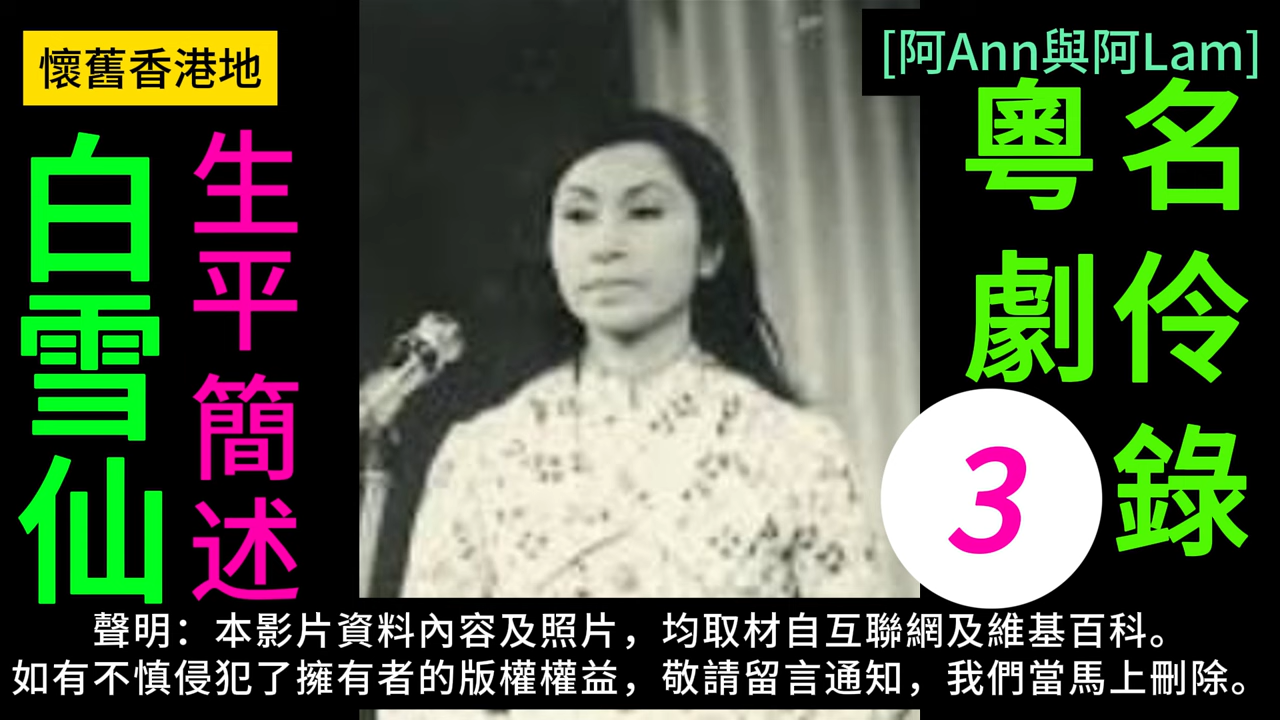 懷舊香港地
[阿Ann與阿Lam]
白雪仙
生平簡述
名伶錄
粵劇
3
聲明：本影片資料內容及照片，均取材自互聯網及維基百科。
如有不慎侵犯了擁有者的版權權益，敬請留言通知，我們當馬上刪除。